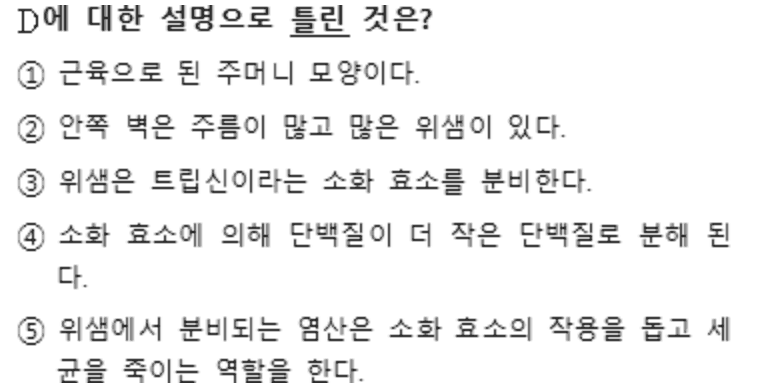 D에 대한 설명으로 틀린 것은?
① 근육으로 된 주머니 모양이다.
② 안쪽 벽은 주름이 많고 많은 위샘이 있다.
③ 위샘은 트립신이라는 소화 효소를 분비한다.
④ 소화 효소에 의해 단백질이 더 작은 단백질로 분해 된
다.
⑤ 위샘에서 분비되는 염산은 소화 효소의 작용을 돕고 세
균을 죽이는 역할을 한다.